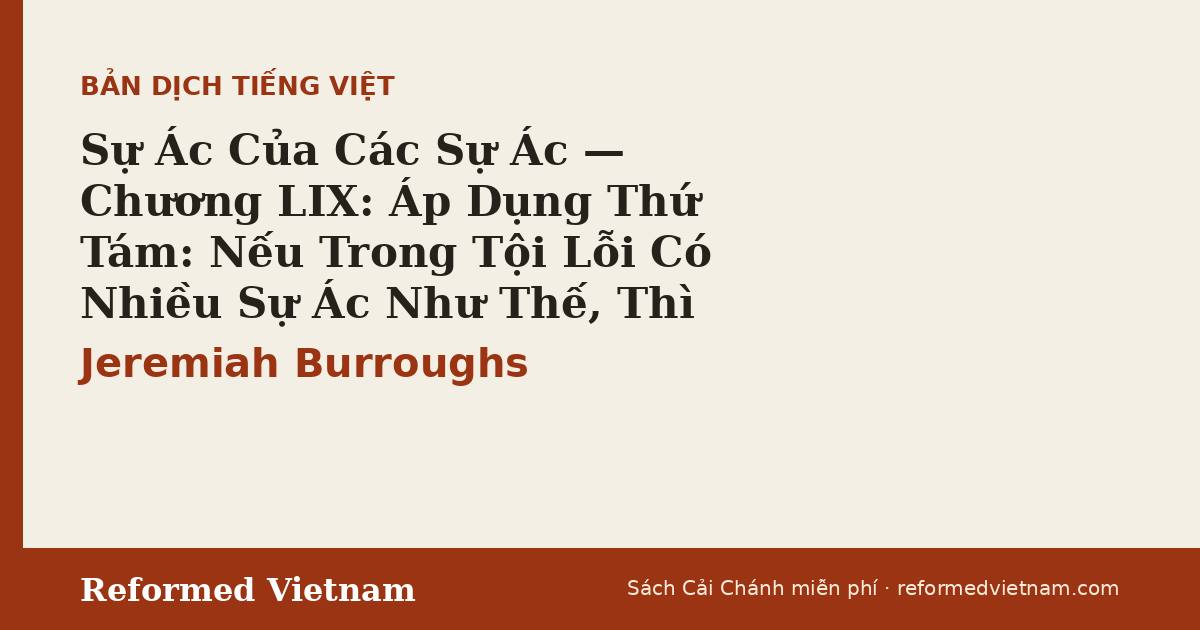 BẢN DỊCH TIẾNG VIỆT
Sự Ác Của Các Sự Ác —
Chương LIX: Áp Dụng Thứ
Tám: Nếu Trong Tội Lỗi Có
Nhiều Sự Ác Như Thế, Thì
Jeremiah Burroughs
Reformed Vietnam
Sách Cải Chánh miễn phí · reformedvietnam.com